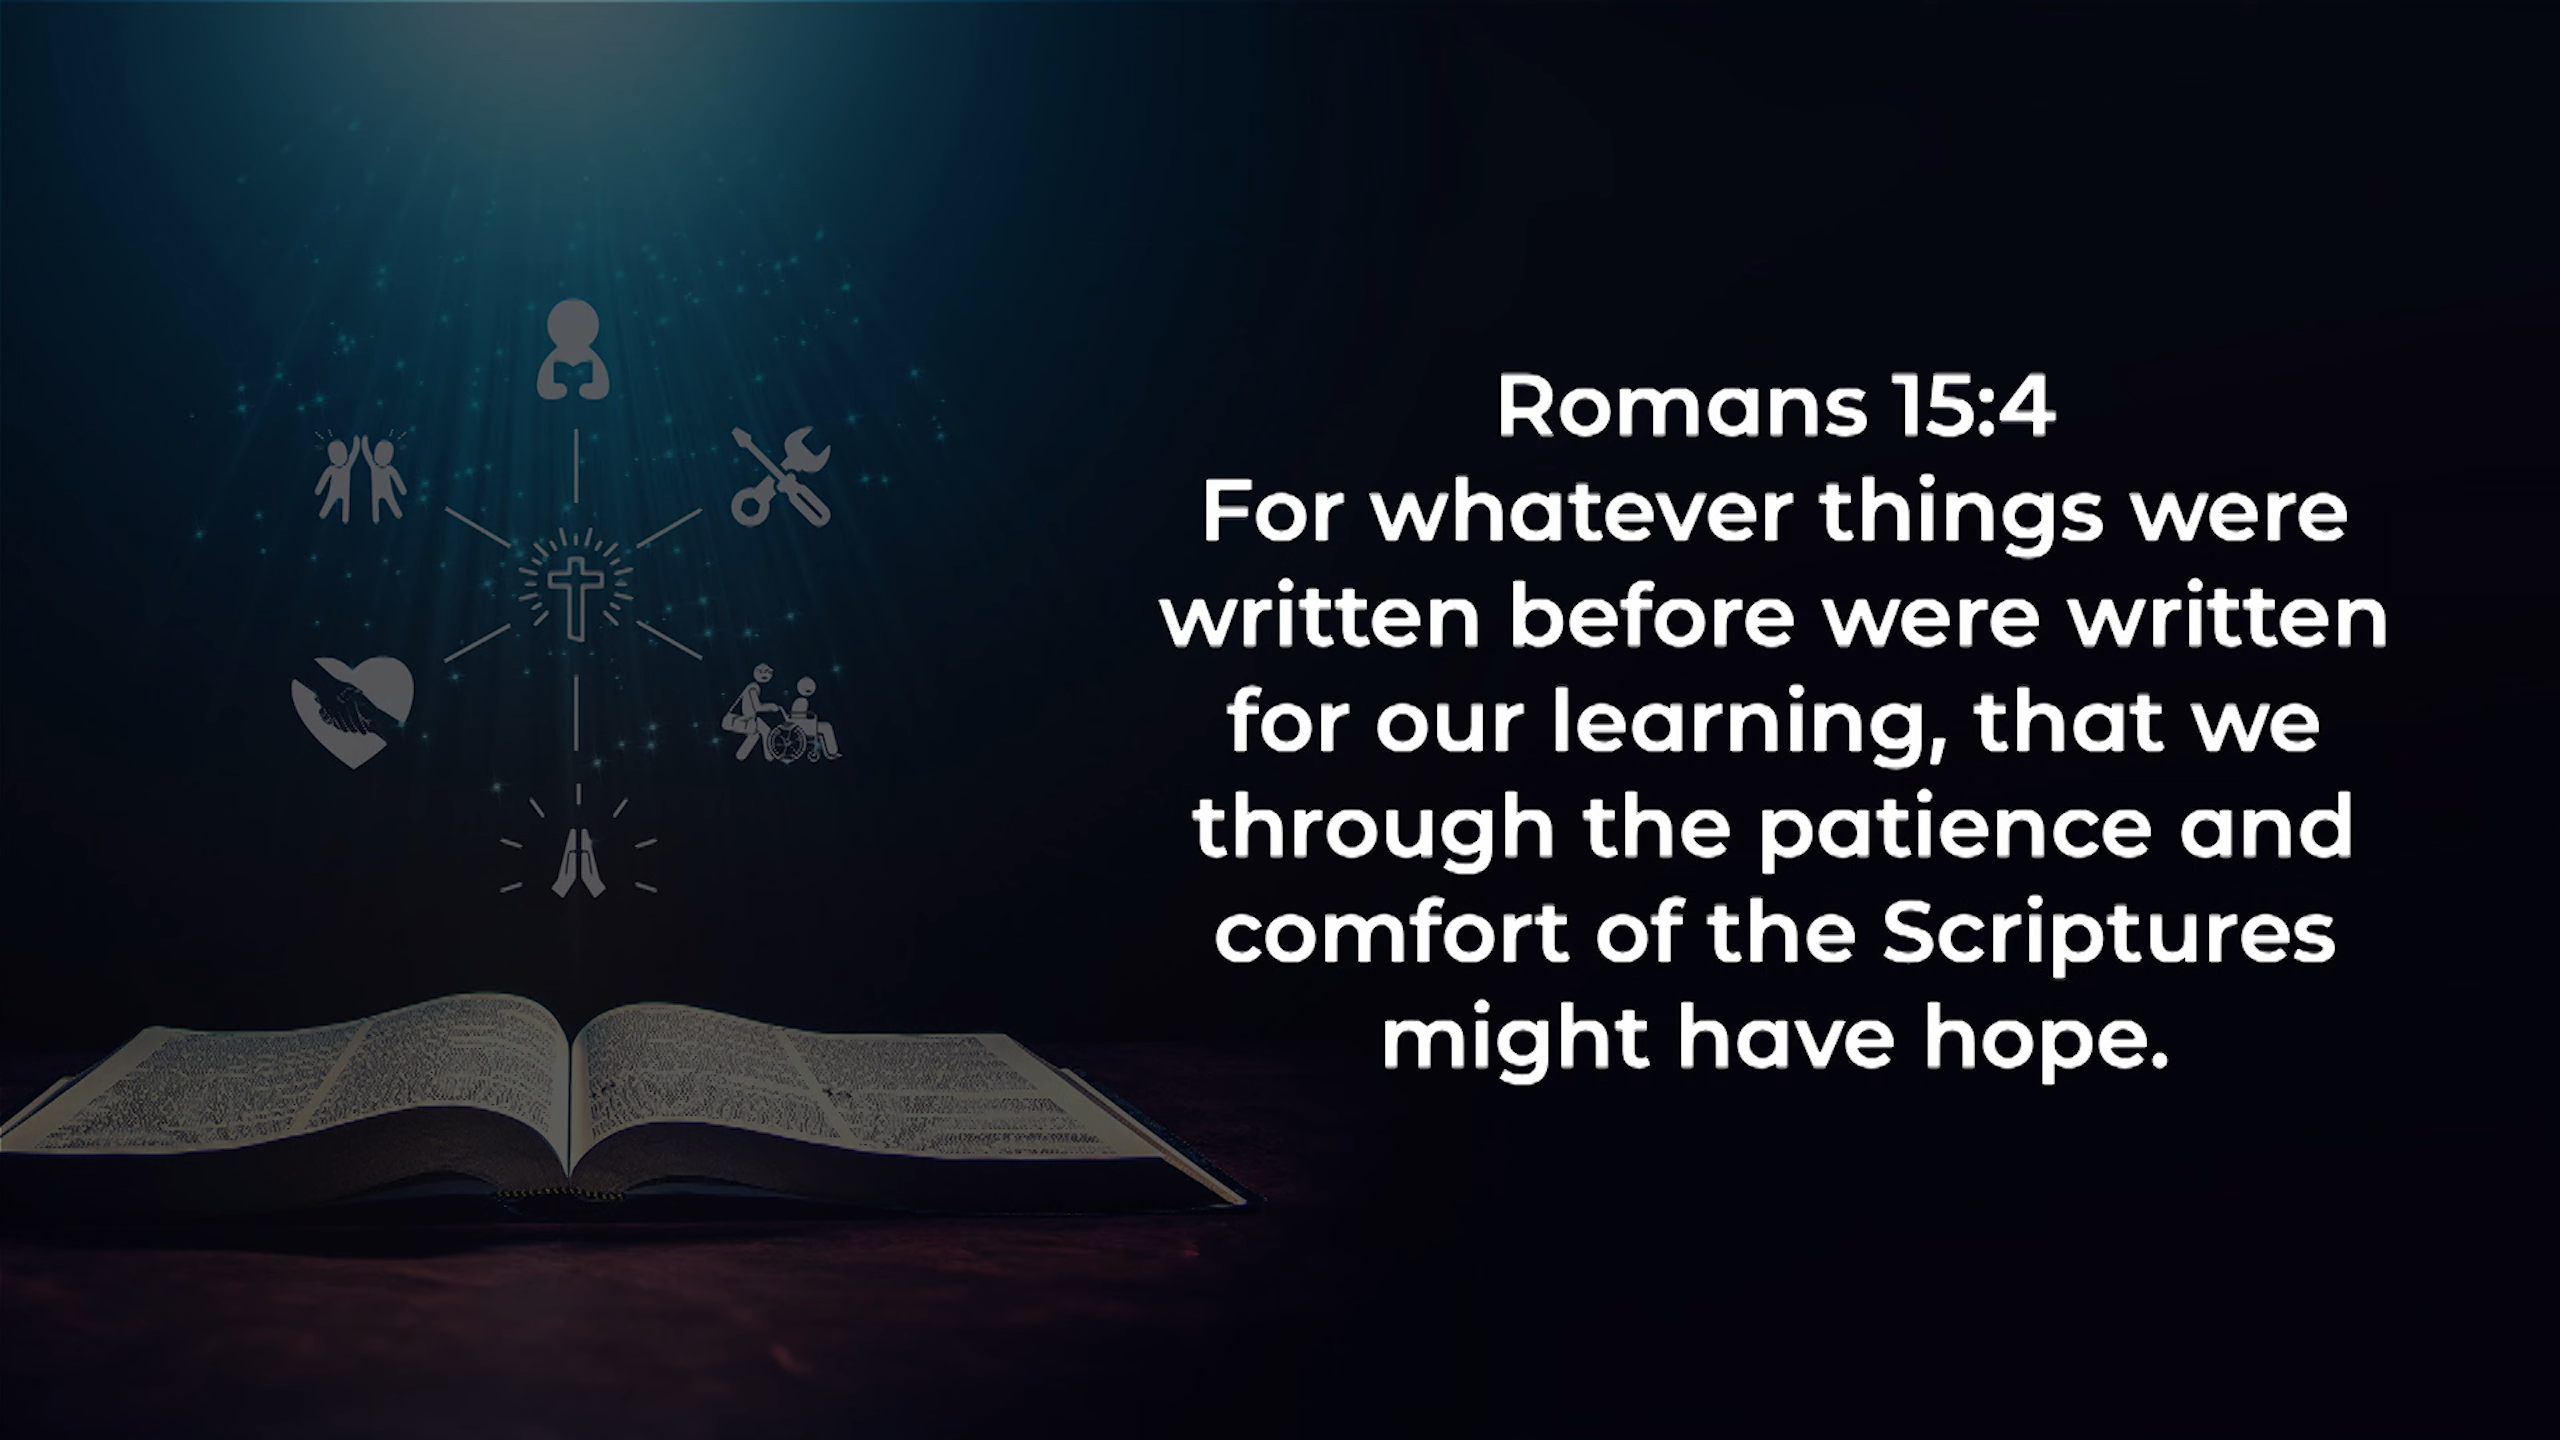 Romans 15:4
For whatever things were
written before were written
for our learning, that we
through the patience and
comfort of the Scriptures
might have hope.